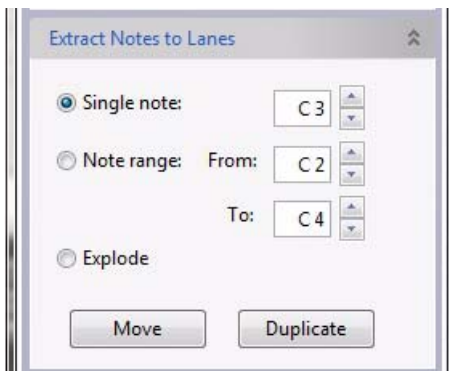 Extract Notes to Lanes
Single note: C 3
Note range: From: C 2
To: C 4
Explode
Move Duplicate